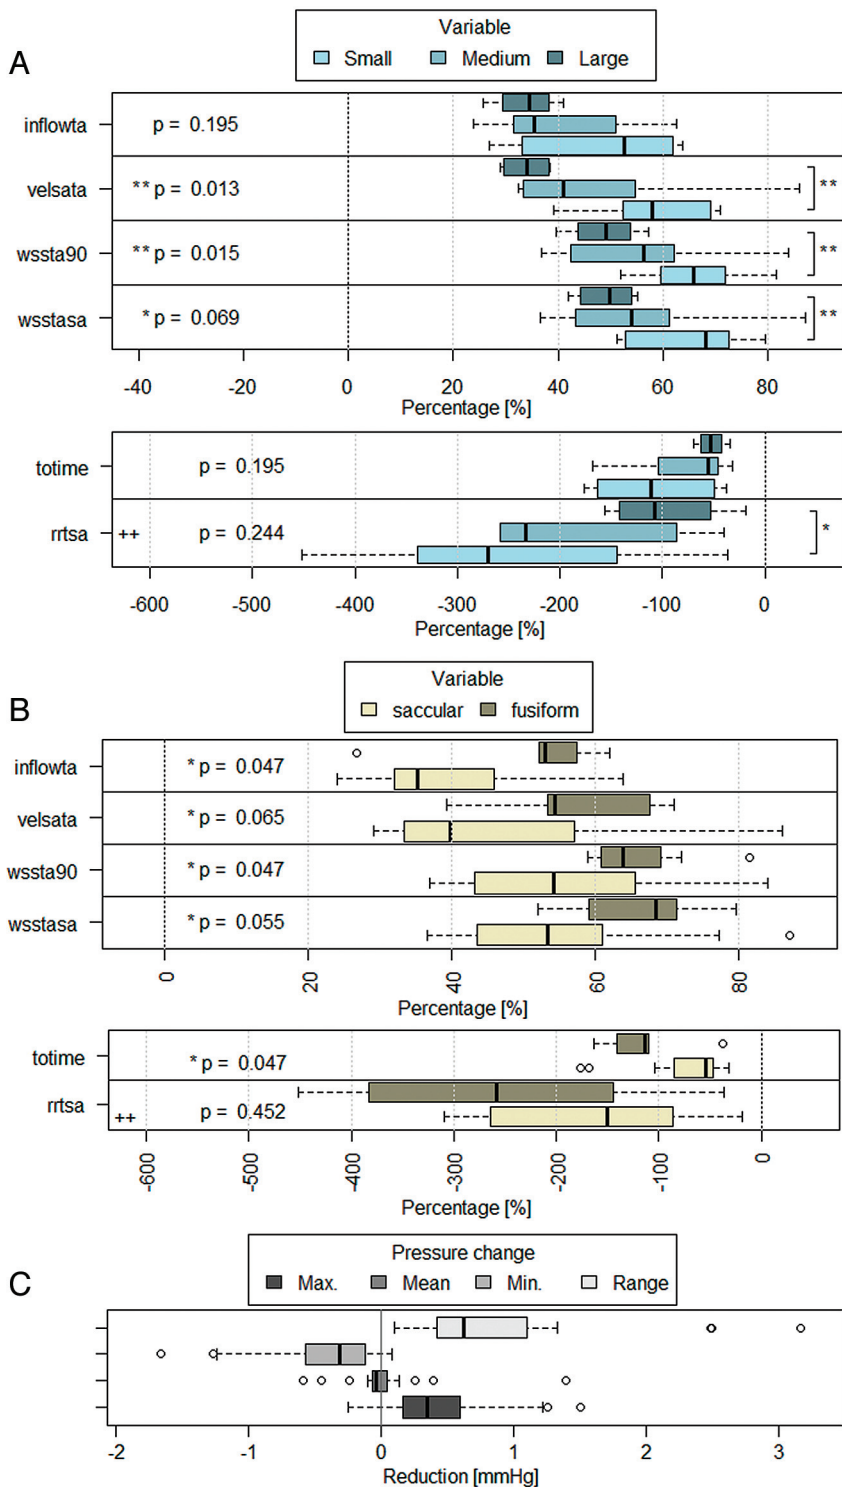 Variable
Small Medium Large
A
inflowta p = 0.195
velsata **p = 0.013 **
wssta90 **p = 0.015 **
wsstasa *p = 0.069 **
-40 -20 0 20 40 60 80
Percentage [%]
totime p = 0.195
rrtsa ++ p = 0.244 *
-600 -500 -400 -300 -200 -100 0
Percentage [%]
B
Variable
saccular fusiform
inflowta *p = 0.047
velsata *p = 0.065
wssta90 *p = 0.047
wsstasa *p = 0.055
0 20 40 60 80
Percentage [%]
totime *p = 0.047
rrtsa ++ p = 0.452
-600 -500 -400 -300 -200 -100 0
Percentage [%]
C
Pressure change
Max. Mean Min. Range
-2 -1 0 1 2 3
Reduction [mmHg]